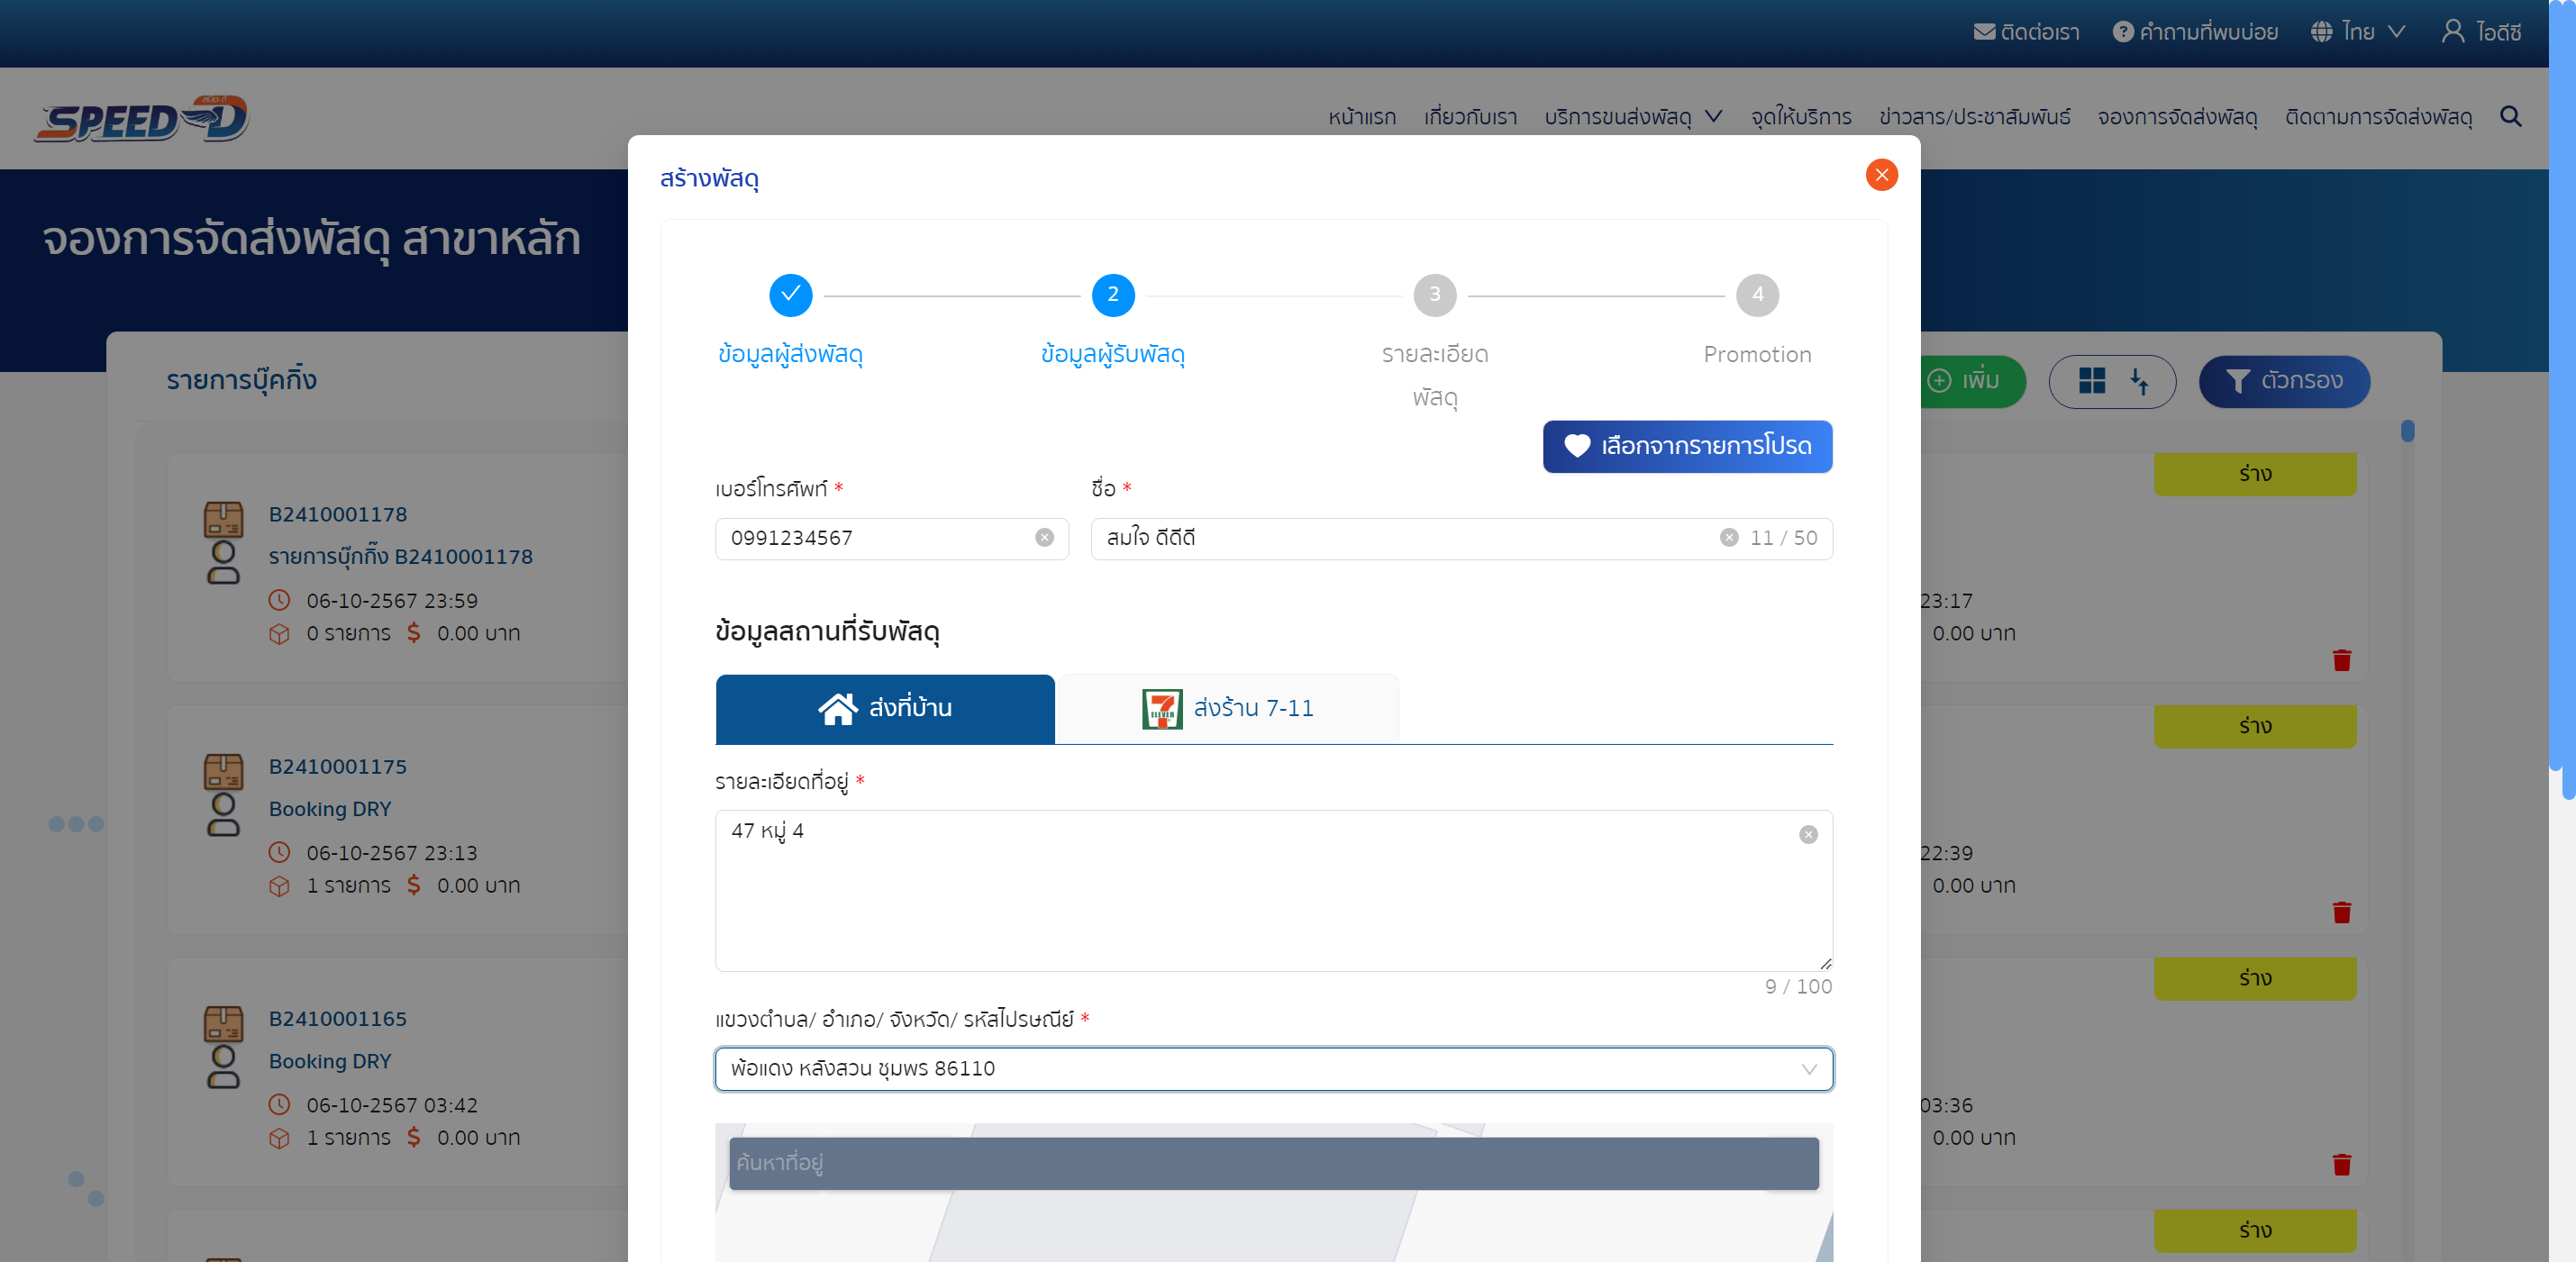 ติดต่อเรา ? คำถามที่พบบ่อย ไทย ไอดีซี
สปีด-ดี
SPEED-D
หน้าแรก เกี่ยวกับเรา บริการขนส่งพัสดุ จุดให้บริการ ข่าวสาร/ประชาสัมพันธ์ จองการจัดส่งพัสดุ ติดตามการจัดส่งพัสดุ
จองการจัดส่งพัสดุ สาขาหลัก
รายการบุ๊คกิ้ง
เพิ่ม
ตัวกรอง
B2410001178
รายการบุ๊กกิ๊ง B2410001178
06-10-2567 23:59
0 รายการ $ 0.00 บาท
B2410001175
Booking DRY
06-10-2567 23:13
1 รายการ $ 0.00 บาท
B2410001165
Booking DRY
06-10-2567 03:42
1 รายการ $ 0.00 บาท
สร้างพัสดุ
2 3 4
ข้อมูลผู้ส่งพัสดุ ข้อมูลผู้รับพัสดุ รายละเอียด Promotion
พัสดุ
เลือกจากรายการโปรด
เบอร์โทรศัพท์ * ชื่อ *
0991234567 สมใจ ดีดีดี 11 / 50
ข้อมูลสถานที่รับพัสดุ
ส่งที่บ้าน 7 ELEVEN ส่งร้าน 7-11
รายละเอียดที่อยู่ *
47 หมู่ 4
9 / 100
แขวงตำบล/ อำเภอ/ จังหวัด/ รหัสไปรษณีย์ *
พ้อแดง หลังสวน ชุมพร 86110
ค้นหาที่อยู่
ร่าง
23:17
0.00 บาท
ร่าง
22:39
0.00 บาท
ร่าง
03:36
0.00 บาท
ร่าง